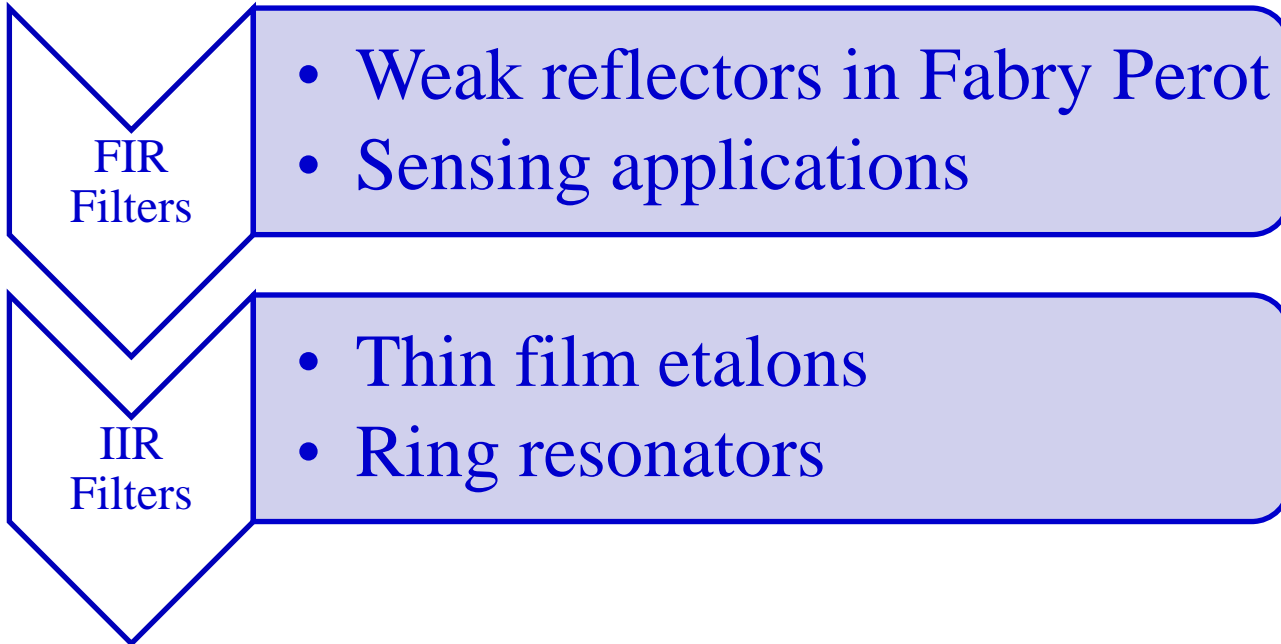 FIR
Filters
• Weak reflectors in Fabry Perot
• Sensing applications
IIR
Filters
• Thin film etalons
• Ring resonators